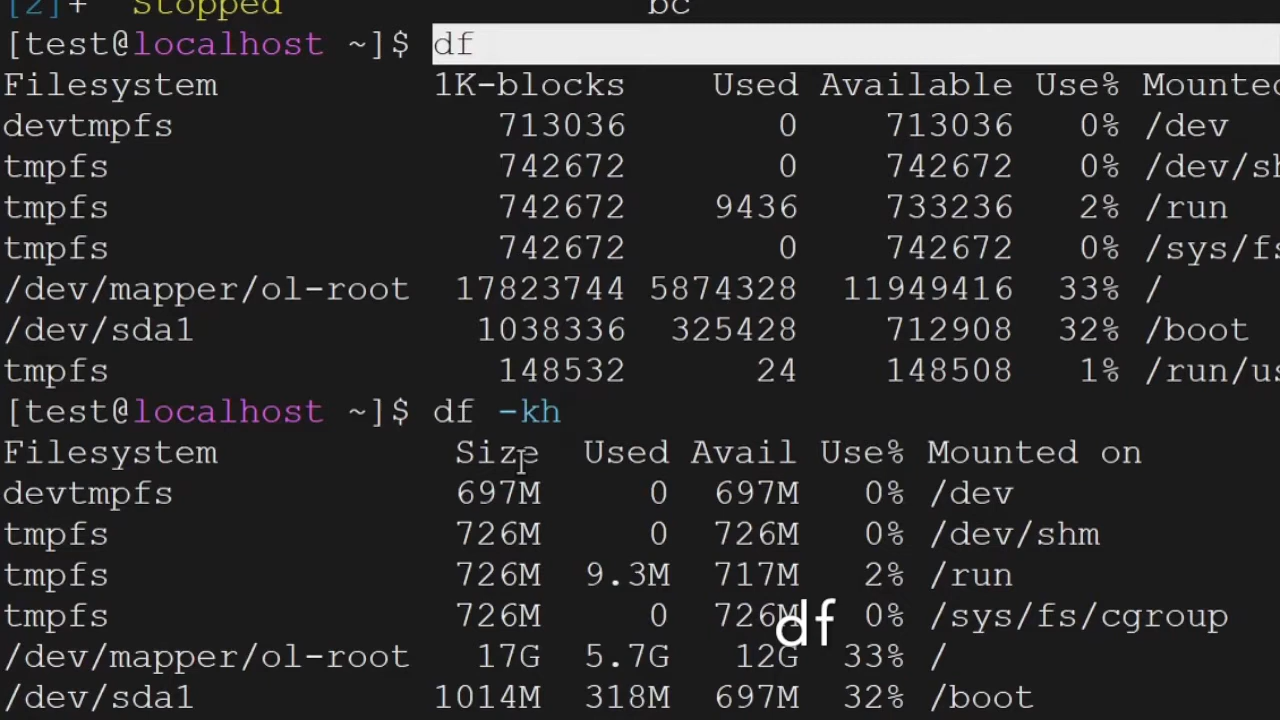 [2]+  Stopped                 bc
[test@localhost ~]$ df
Filesystem          1K-blocks    Used Available Use% Mounted
devtmpfs               713036       0    713036   0% /dev
tmpfs                  742672       0    742672   0% /dev/sh
tmpfs                  742672    9436    733236   2% /run
tmpfs                  742672       0    742672   0% /sys/fs
/dev/mapper/ol-root  17823744 5874328  11949416  33% /
/dev/sda1             1038336  325428    712908  32% /boot
tmpfs                  148532      24    148508   1% /run/us
[test@localhost ~]$ df -kh
Filesystem           Size  Used Avail Use% Mounted on
devtmpfs             697M     0  697M   0% /dev
tmpfs                726M     0  726M   0% /dev/shm
tmpfs                726M  9.3M  717M   2% /run
tmpfs                726M     0  726M   0% /sys/fs/cgroup
df
/dev/mapper/ol-root   17G  5.7G   12G  33% /
/dev/sda1           1014M  318M  697M  32% /boot